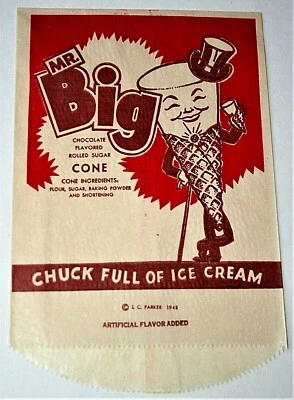 MR.
Big
CHOCOLATE
FLAVORED
ROLLED SUGAR
CONE
CONE INGREDIENTS:
FLOUR, SUGAR, BAKING POWDER
AND SHORTENING
CHUCK FULL OF ICE CREAM
© I. C. PARKER 1948
ARTIFICIAL FLAVOR ADDED